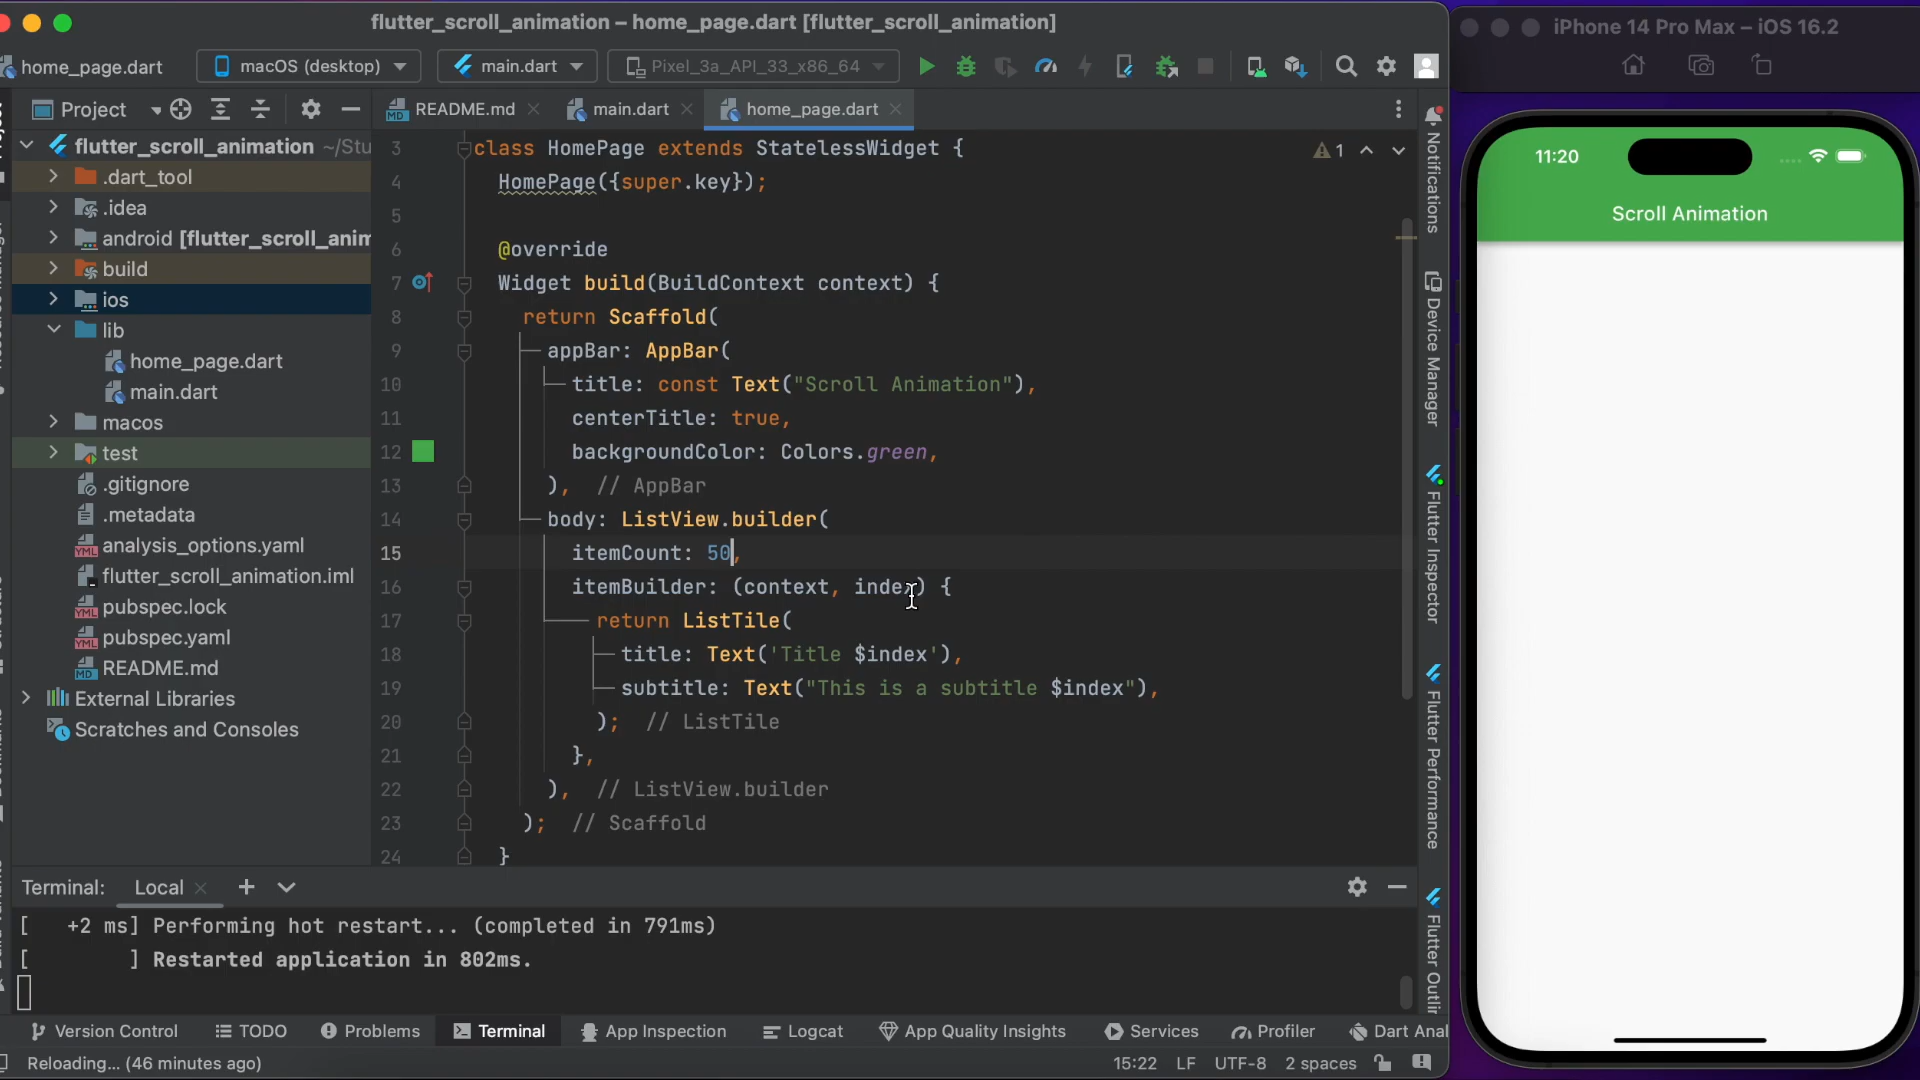 flutter_scroll_animation – home_page.dart [flutter_scroll_animation]
home_page.dart
macOS (desktop)
main.dart
Pixel_3a_API_33_x86_64
Project
README.md
main.dart
home_page.dart
flutter_scroll_animation ~/Stu
.dart_tool
.idea
android [flutter_scroll_anim
build
ios
lib
home_page.dart
main.dart
macos
test
.gitignore
.metadata
analysis_options.yaml
flutter_scroll_animation.iml
pubspec.lock
pubspec.yaml
README.md
External Libraries
Scratches and Consoles
1
3 class HomePage extends StatelessWidget {
4 HomePage({super.key});
5
6 @override
7 Widget build(BuildContext context) {
8 return Scaffold(
9 appBar: AppBar(
10 title: const Text("Scroll Animation"),
11 centerTitle: true,
12 backgroundColor: Colors.green,
13 ), // AppBar
14 body: ListView.builder(
15 itemCount: 50,
16 itemBuilder: (context, index) {
17 return ListTile(
18 title: Text('Title $index'),
19 subtitle: Text("This is a subtitle $index"),
20 ); // ListTile
21 },
22 ), // ListView.builder
23 ); // Scaffold
24 }
Notifications
Device Manager
Flutter Inspector
Flutter Performance
Flutter Outlin
Terminal:
Local
[ +2 ms] Performing hot restart... (completed in 791ms)
[ ] Restarted application in 802ms.
Version Control
TODO
Problems
Terminal
App Inspection
Logcat
App Quality Insights
Services
Profiler
Dart Anal
Reloading... (46 minutes ago)
15:22
LF
UTF-8
2 spaces
iPhone 14 Pro Max – iOS 16.2
11:20
Scroll Animation